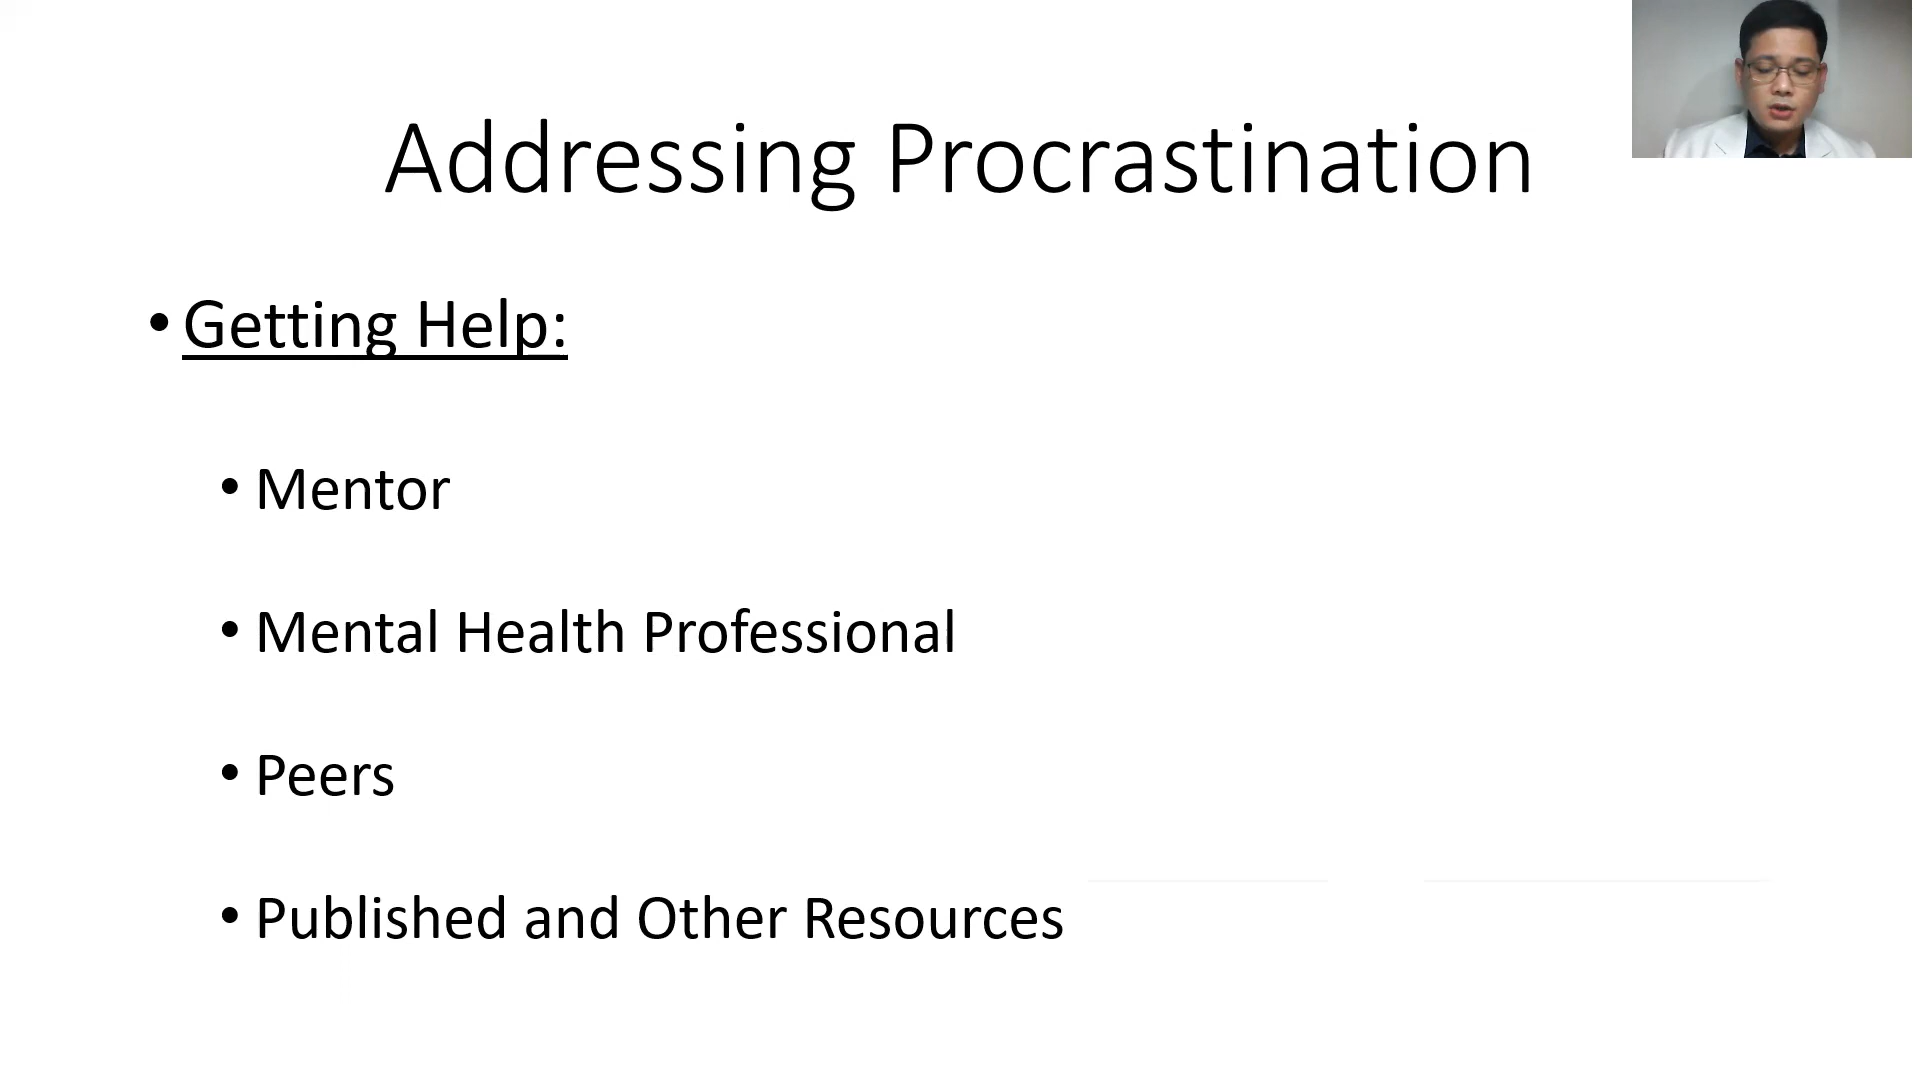 Addressing Procrastination
• Getting Help:
• Mentor
• Mental Health Professional
• Peers
• Published and Other Resources